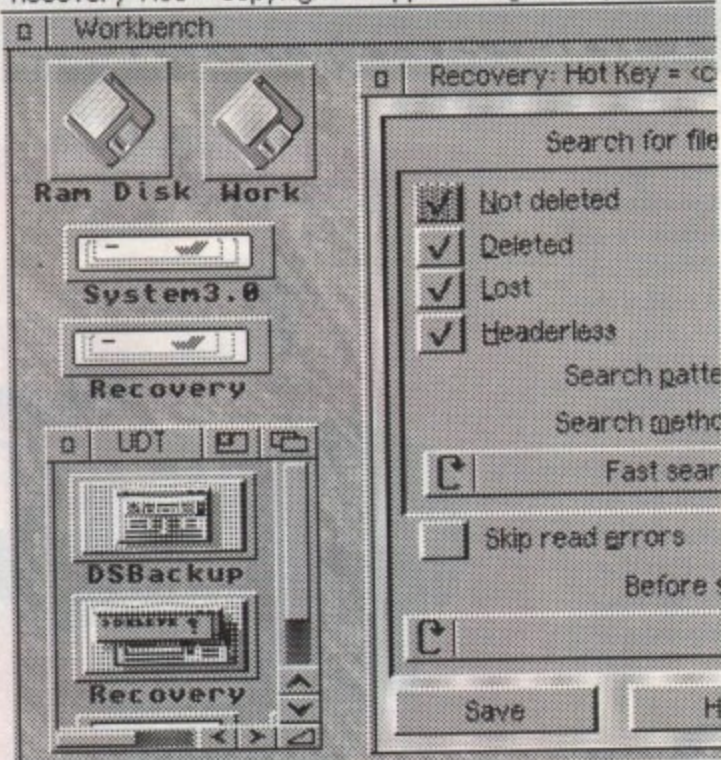 Workbench
Ram Disk Work
System3.0
Recovery
UDT
DSBackup
Recovery
Recovery: Hot Key = <c
Search for file
Not deleted
Deleted
Lost
Headerless
Search patte
Search metho
Fast sear
Skip read errors
Before
Save H